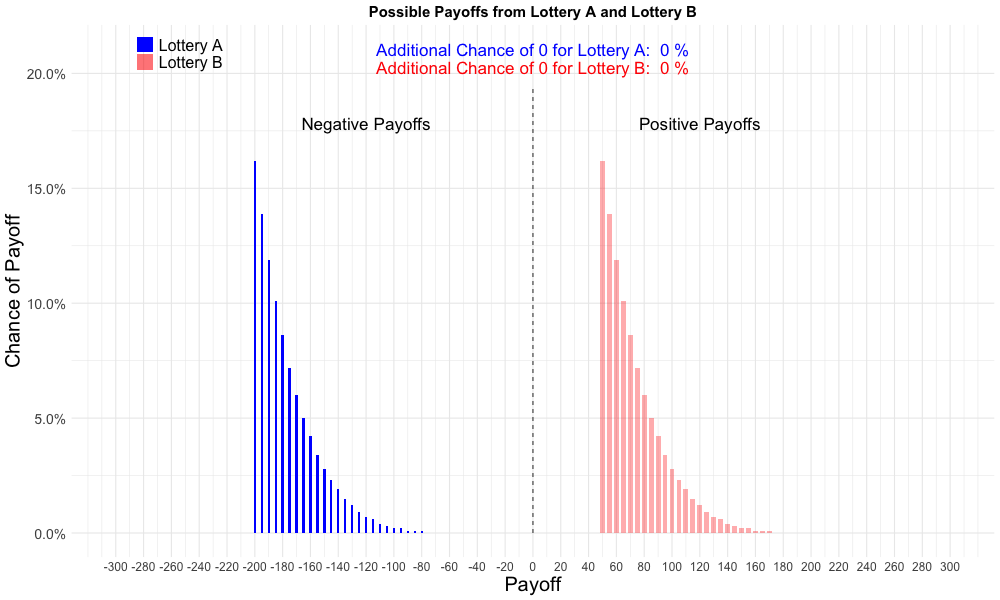 Possible Payoffs from Lottery A and Lottery B
Lottery A
Lottery B
Additional Chance of 0 for Lottery A:  0 %
Additional Chance of 0 for Lottery B:  0 %
Negative Payoffs
Positive Payoffs
Chance of Payoff
20.0%
15.0%
10.0%
5.0%
0.0%
-300 -280 -260 -240 -220 -200 -180 -160 -140 -120 -100 -80 -60 -40 -20 0 20 40 60 80 100 120 140 160 180 200 220 240 260 280 300
Payoff